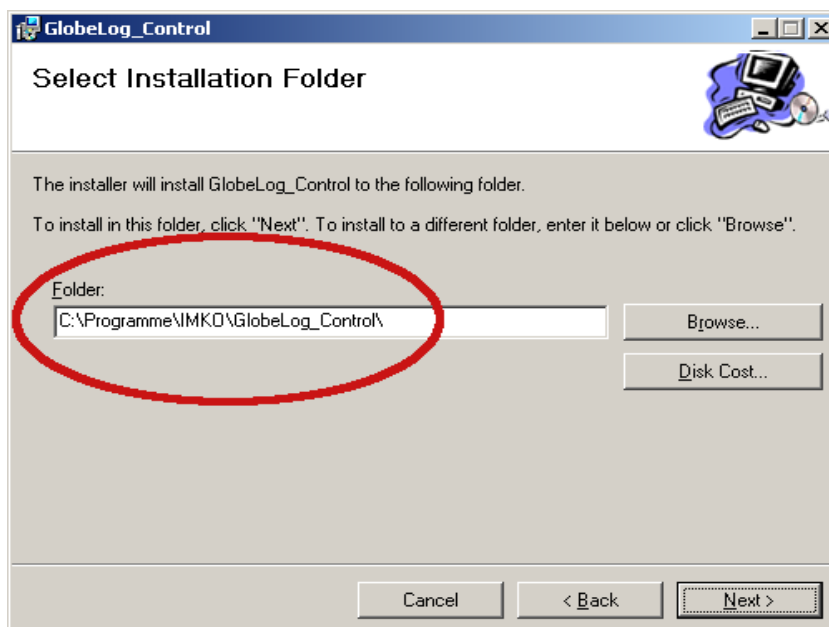 GlobeLog_Control
Select Installation Folder
The installer will install GlobeLog_Control to the following folder.
To install in this folder, click "Next". To install to a different folder, enter it below or click "Browse".
Folder:
C:\Programme\IMKO\GlobeLog_Control\
Browse...
Disk Cost...
Cancel
< Back
Next >